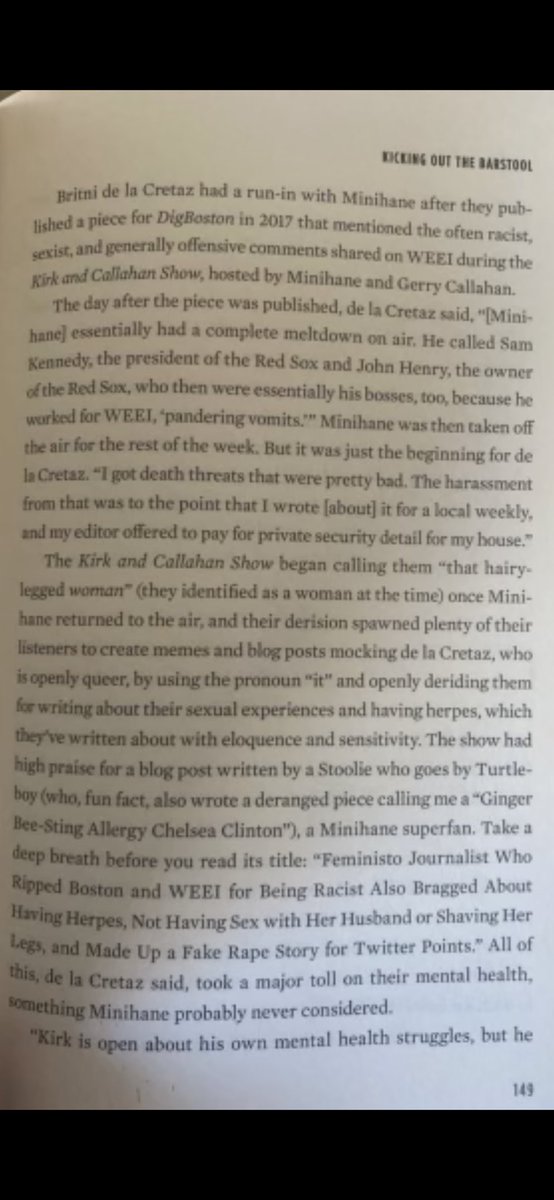 KICKING OUT THE BARSTOOL
Britni de la Cretaz had a run-in with Minihane after they pub-
lished a piece for DigBoston in 2017 that mentioned the often racist,
sexist, and generally offensive comments shared on WEEI during the
Kirk and Callahan Show, hosted by Minihane and Gerry Callahan.
The day after the piece was published, de la Cretaz said, “[Mini-
hane] essentially had a complete meltdown on air. He called Sam
Kennedy, the president of the Red Sox and John Henry, the owner
of the Red Sox, who then were essentially his bosses, too, because he
worked for WEEI, ‘pandering vomits.’” Minihane was then taken off
the air for the rest of the week. But it was just the beginning for de
la Cretaz. “I got death threats that were pretty bad. The harassment
from that was to the point that I wrote [about] it for a local weekly,
and my editor offered to pay for private security detail for my house.”
The Kirk and Callahan Show began calling them “that hairy-
legged woman” (they identified as a woman at the time) once Mini-
hane returned to the air, and their derision spawned plenty of their
listeners to create memes and blog posts mocking de la Cretaz, who
is openly queer, by using the pronoun “it” and openly deriding them
for writing about their sexual experiences and having herpes, which
they’ve written about with eloquence and sensitivity. The show had
high praise for a blog post written by a Stoolie who goes by Turtle-
boy (who, fun fact, also wrote a deranged piece calling me a “Ginger
Bee-Sting Allergy Chelsea Clinton”), a Minihane superfan. Take a
deep breath before you read its title: “Feministo Journalist Who
Ripped Boston and WEEI for Being Racist Also Bragged About
Having Herpes, Not Having Sex with Her Husband or Shaving Her
Legs, and Made Up a Fake Rape Story for Twitter Points.” All of
this, de la Cretaz said, took a major toll on their mental health,
something Minihane probably never considered.
“Kirk is open about his own mental health struggles, but he
149